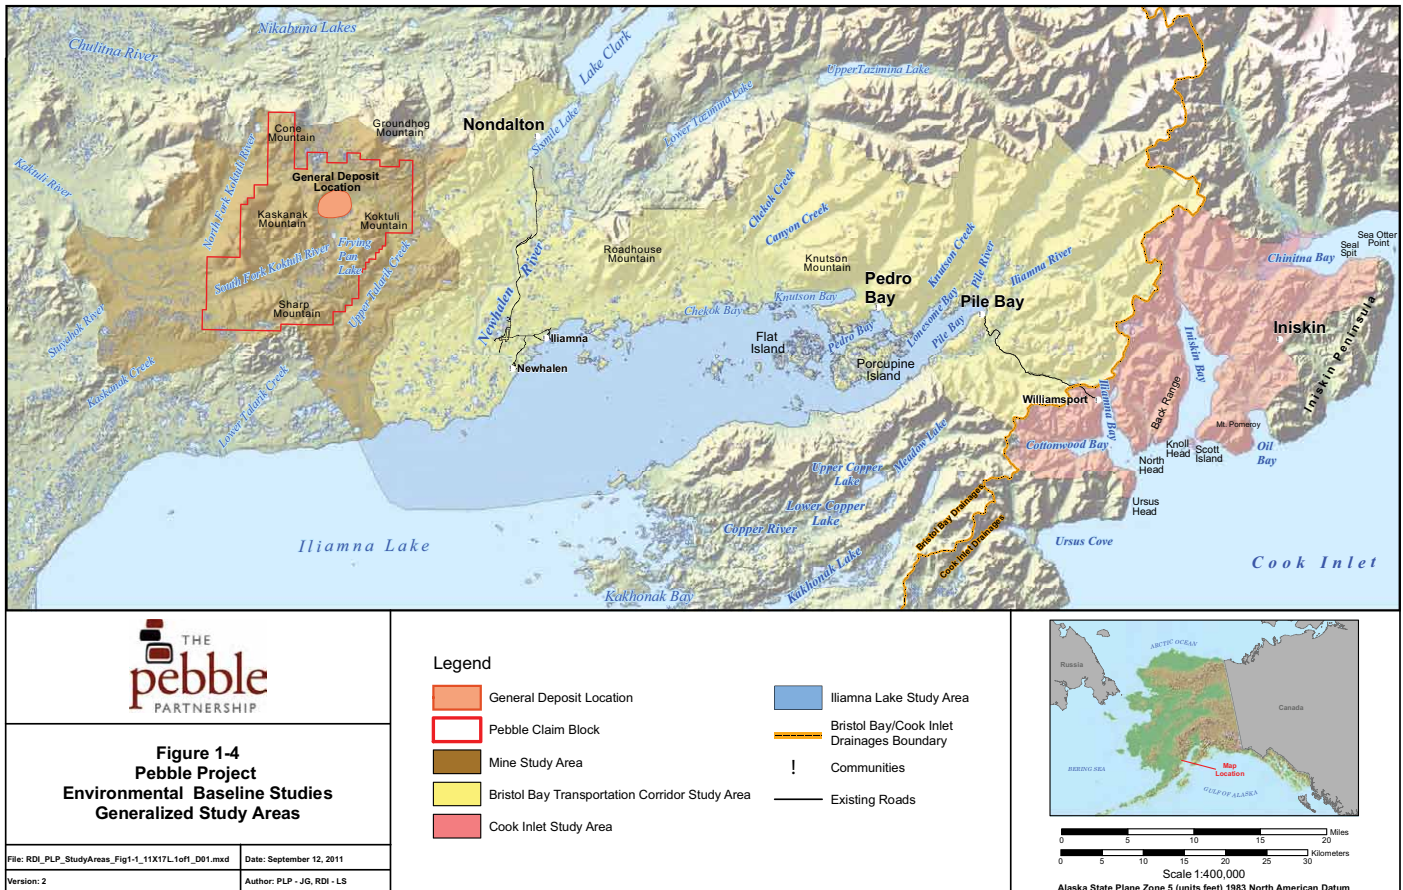 Nikabuna Lakes
Chulitna River
Lake Clark
Upper Tazimina Lake
Lower Tazimina Lake
Sixmile Lake
Nondalton
Groundhog
Mountain
Cone
Mountain
Kaktuli River
North Fork Koktuli River
General Deposit
Location
Kaskanak
Mountain
Koktuli
Mountain
Frying
Pan
Lake
South Fork Koktuli River
Upper Talarik Creek
Sharp
Mountain
Stuyahok River
Kaskanak Creek
Lower Talarik Creek
Newhalen River
Iliamna
Newhalen
Roadhouse
Mountain
Chekok Creek
Canyon Creek
Knutson
Mountain
Knutson Creek
Pile River
Iliamna River
Pedro
Bay
Pile Bay
Knutson Bay
Chekok Bay
Flat
Island
Pedro Bay
Lonesome Bay
Pile Bay
Porcupine
Island
Williamsport
Iliamna Bay
Cottonwood Bay
Meadow Lake
Upper Copper
Lake
Lower Copper
Lake
Copper River
Kakhonak Lake
Kakhonak Bay
Iliamna Lake
Bristol Bay Drainages
Cook Inlet Drainages
Ursus Cove
Ursus
Head
North
Head
Knoll
Head
Scott
Island
Back Range
Iniskin Bay
Mt. Pomeroy
Oil
Bay
Iniskin
Iniskin Peninsula
Chinitna Bay
Seal
Spit
Sea Otter
Point
Cook Inlet
THE
pebble
PARTNERSHIP
Figure 1-4
Pebble Project
Environmental Baseline Studies
Generalized Study Areas
File: RDI_PLP_StudyAreas_Fig1-1_11X17L.1of1_D01.mxd
Date: September 12, 2011
Version: 2
Author: PLP - JG, RDI - LS
Legend
General Deposit Location
Pebble Claim Block
Mine Study Area
Bristol Bay Transportation Corridor Study Area
Cook Inlet Study Area
Iliamna Lake Study Area
Bristol Bay/Cook Inlet
Drainages Boundary
! Communities
Existing Roads
ARCTIC OCEAN
Russia
Canada
BERING SEA
Map
Location
GULF OF ALASKA
0 5 10 15 20 Miles
0 5 10 15 20 25 30 Kilometers
Scale 1:400,000
Alaska State Plane Zone 5 (units feet) 1983 North American Datum